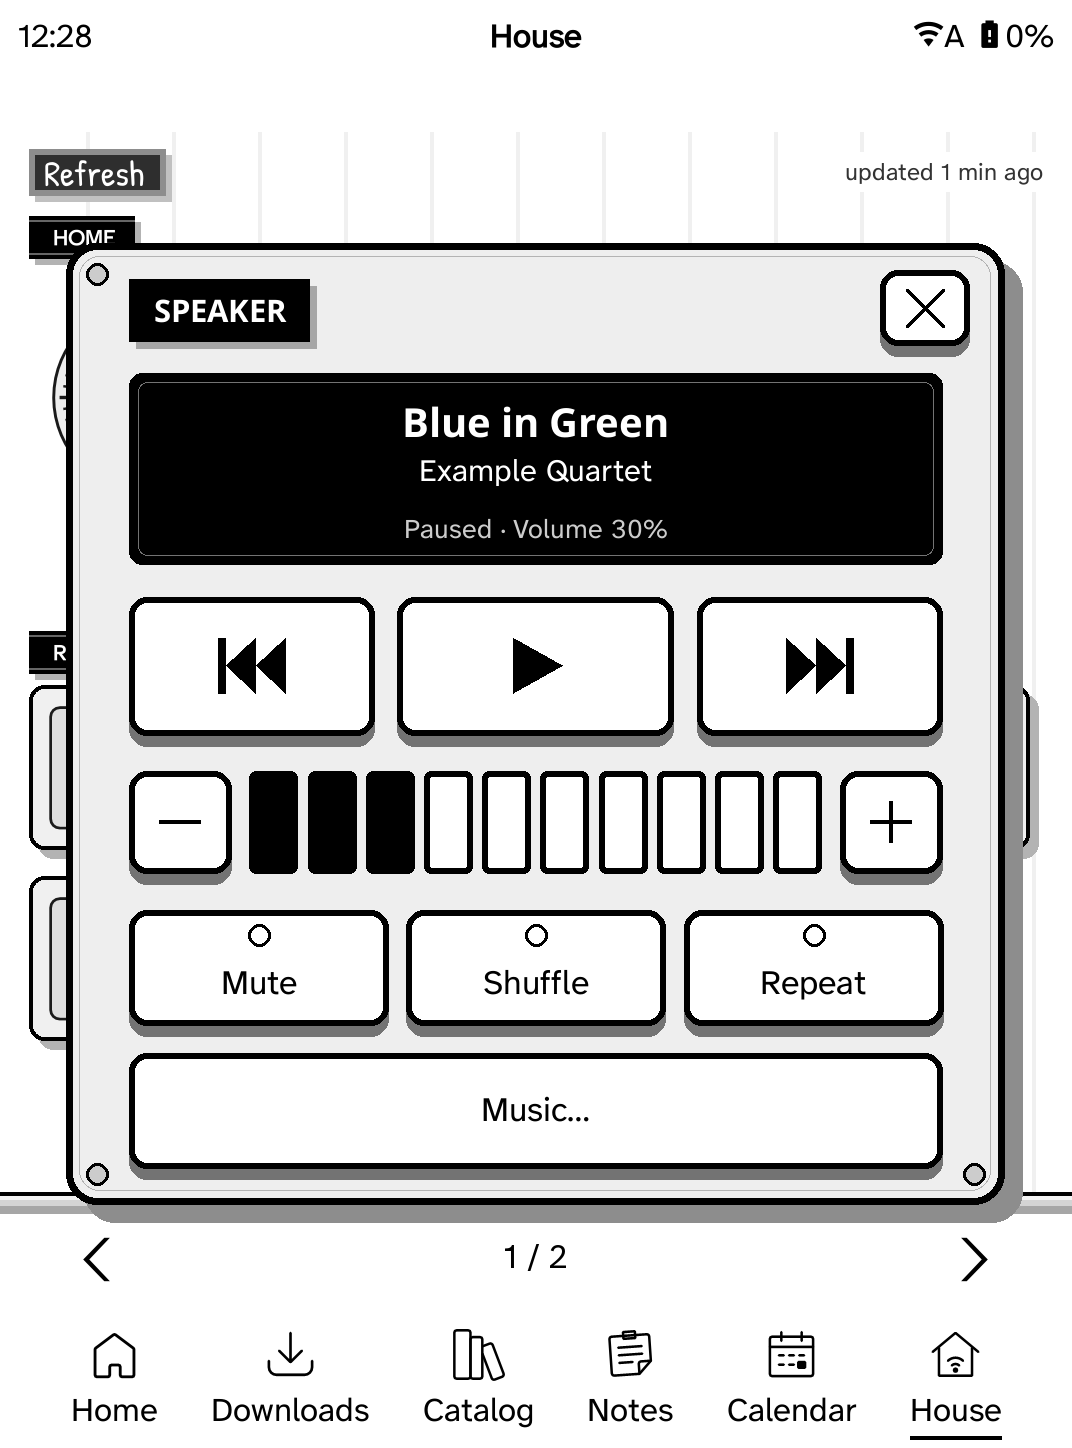 12:28
House
A
0%
Refresh
updated 1 min ago
HOME
SPEAKER
Blue in Green
Example Quartet
Paused · Volume 30%
Mute
Shuffle
Repeat
Music...
1 / 2
Home
Downloads
Catalog
Notes
Calendar
House